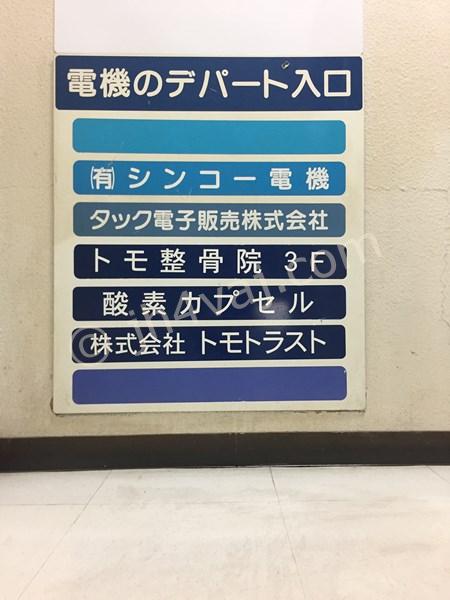 電機のデパート入口
㈲シンコー電機
タック電子販売株式会社
トモ整骨院 3F
酸素カプセル
株式会社 トモトラスト